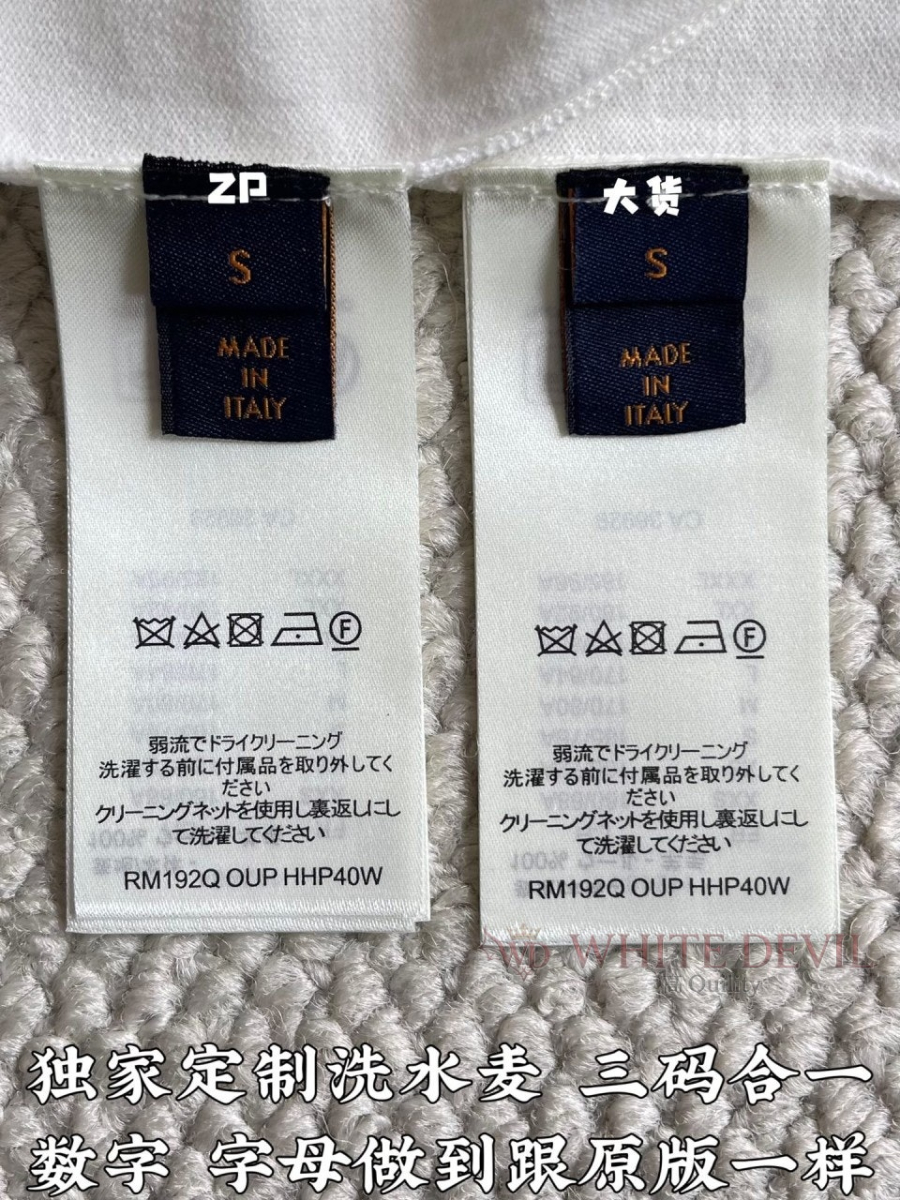 ZP
S
MADE
IN
ITALY
弱流でドライクリーニング
洗濯する前に付属品を取り外してく
ださい
クリーニングネットを使用し裏返しにし
て洗濯してください
RM192Q OUP HHP40W
大货
S
MADE
IN
ITALY
弱流でドライクリーニング
洗濯する前に付属品を取り外してく
ださい
クリーニングネットを使用し裏返しにし
て洗濯してください
RM192Q OUP HHP40W
WHITE DEVIL
Quality
独家定制洗水麦 三码合一
数字 字母做到跟原版一样